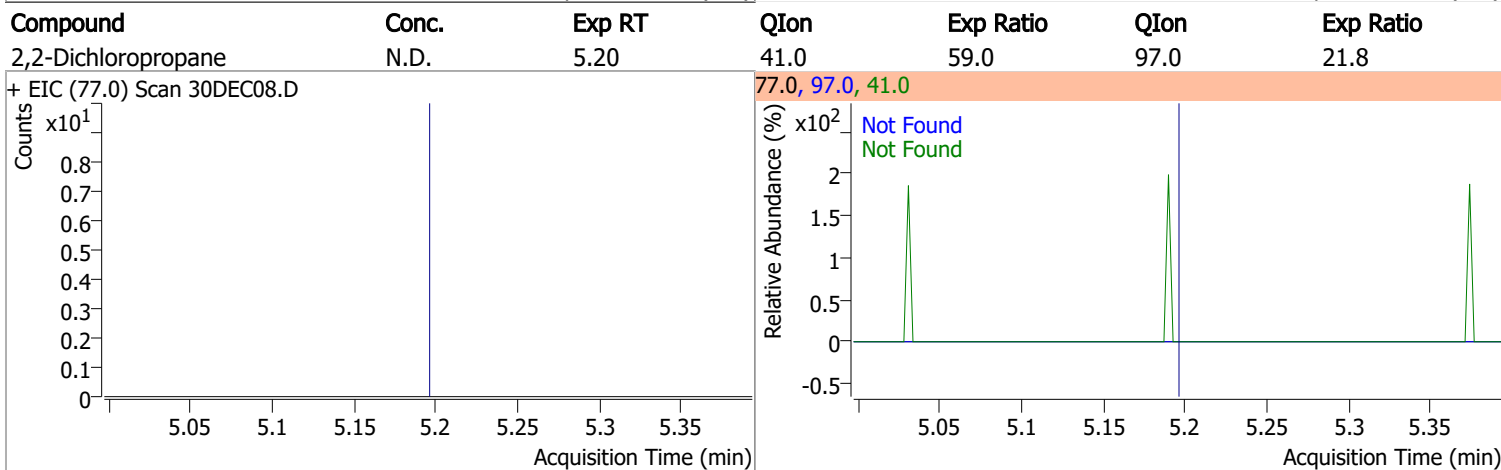 Compound Conc. Exp RT QIon Exp Ratio QIon Exp Ratio
2,2-Dichloropropane N.D. 5.20 41.0 59.0 97.0 21.8
+ EIC (77.0) Scan 30DEC08.D
Counts
x10¹
0.8
0.7
0.6
0.5
0.4
0.3
0.2
0.1
0
5.05 5.1 5.15 5.2 5.25 5.3 5.35
Acquisition Time (min)
77.0, 97.0, 41.0
Relative Abundance (%)
x10²
Not Found
Not Found
2
1.5
1
0.5
0
-0.5
5.05 5.1 5.15 5.2 5.25 5.3 5.35
Acquisition Time (min)